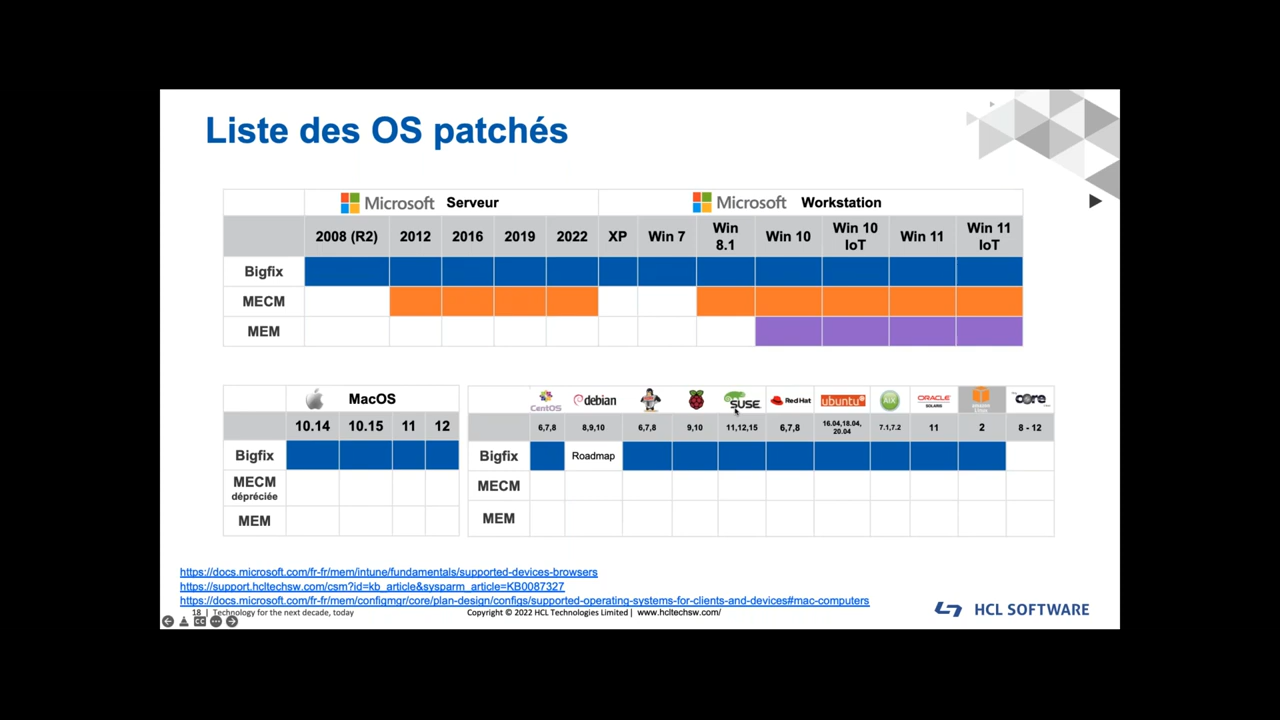 Liste des OS patchés
Microsoft Serveur Microsoft Workstation
2008 (R2) 2012 2016 2019 2022 XP Win 7 Win 8.1 Win 10 Win 10 IoT Win 11 Win 11 IoT
Bigfix
MECM
MEM
MacOS
10.14 10.15 11 12
Bigfix
MECM
dépréciée
MEM
CentOS debian SUSE Red Hat ubuntu AIX ORACLE SOLARIS amazon Linux core
6,7,8 8,9,10 6,7,8 9,10 11,12,15 6,7,8 16.04,18.04, 20.04 7.1,7.2 11 2 8 - 12
Bigfix Roadmap
MECM
MEM
https://docs.microsoft.com/fr-fr/mem/intune/fundamentals/supported-devices-browsers
https://support.hcltechsw.com/csm?id=kb_article&sysparm_article=KB0087327
https://docs.microsoft.com/fr-fr/mem/configmgr/core/plan-design/configs/supported-operating-systems-for-clients-and-devices#mac-computers
18 | Technology for the next decade, today Copyright © 2022 HCL Technologies Limited | www.hcltechsw.com/
HCL SOFTWARE
CC